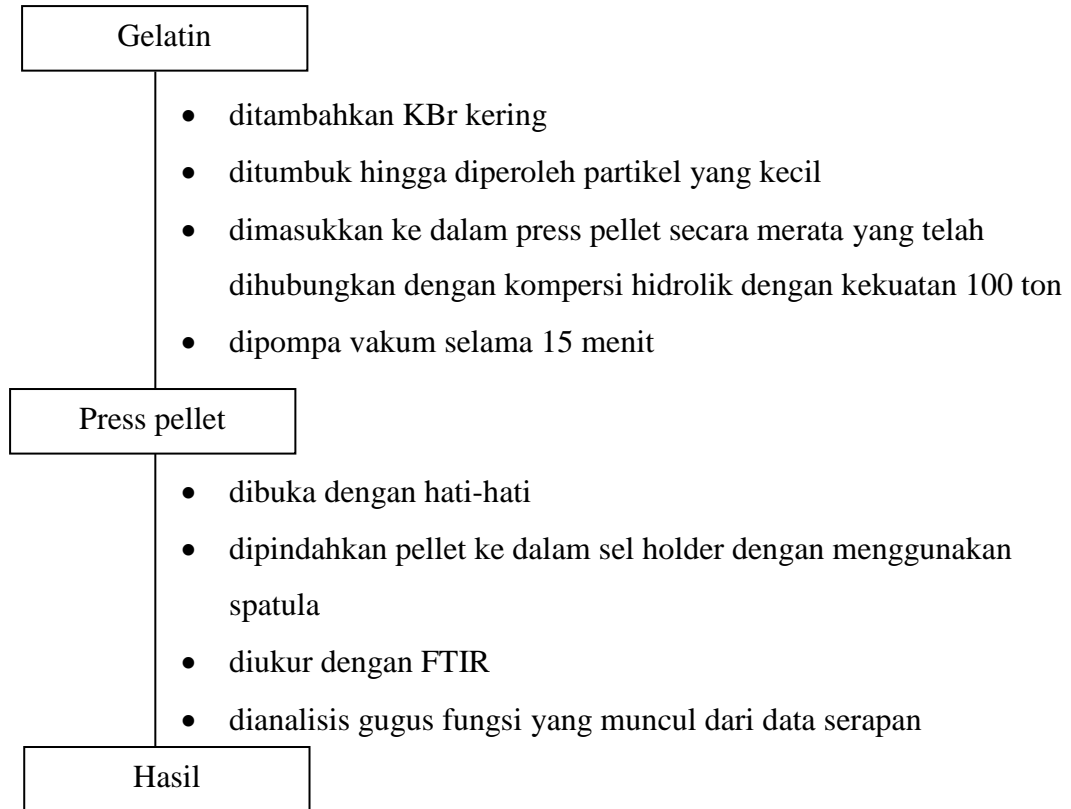 Gelatin
• ditambahkan KBr kering
• ditumbuk hingga diperoleh partikel yang kecil
• dimasukkan ke dalam press pellet secara merata yang telah
dihubungkan dengan kompersi hidrolik dengan kekuatan 100 ton
• dipompa vakum selama 15 menit
Press pellet
• dibuka dengan hati-hati
• dipindahkan pellet ke dalam sel holder dengan menggunakan
spatula
• diukur dengan FTIR
• dianalisis gugus fungsi yang muncul dari data serapan
Hasil